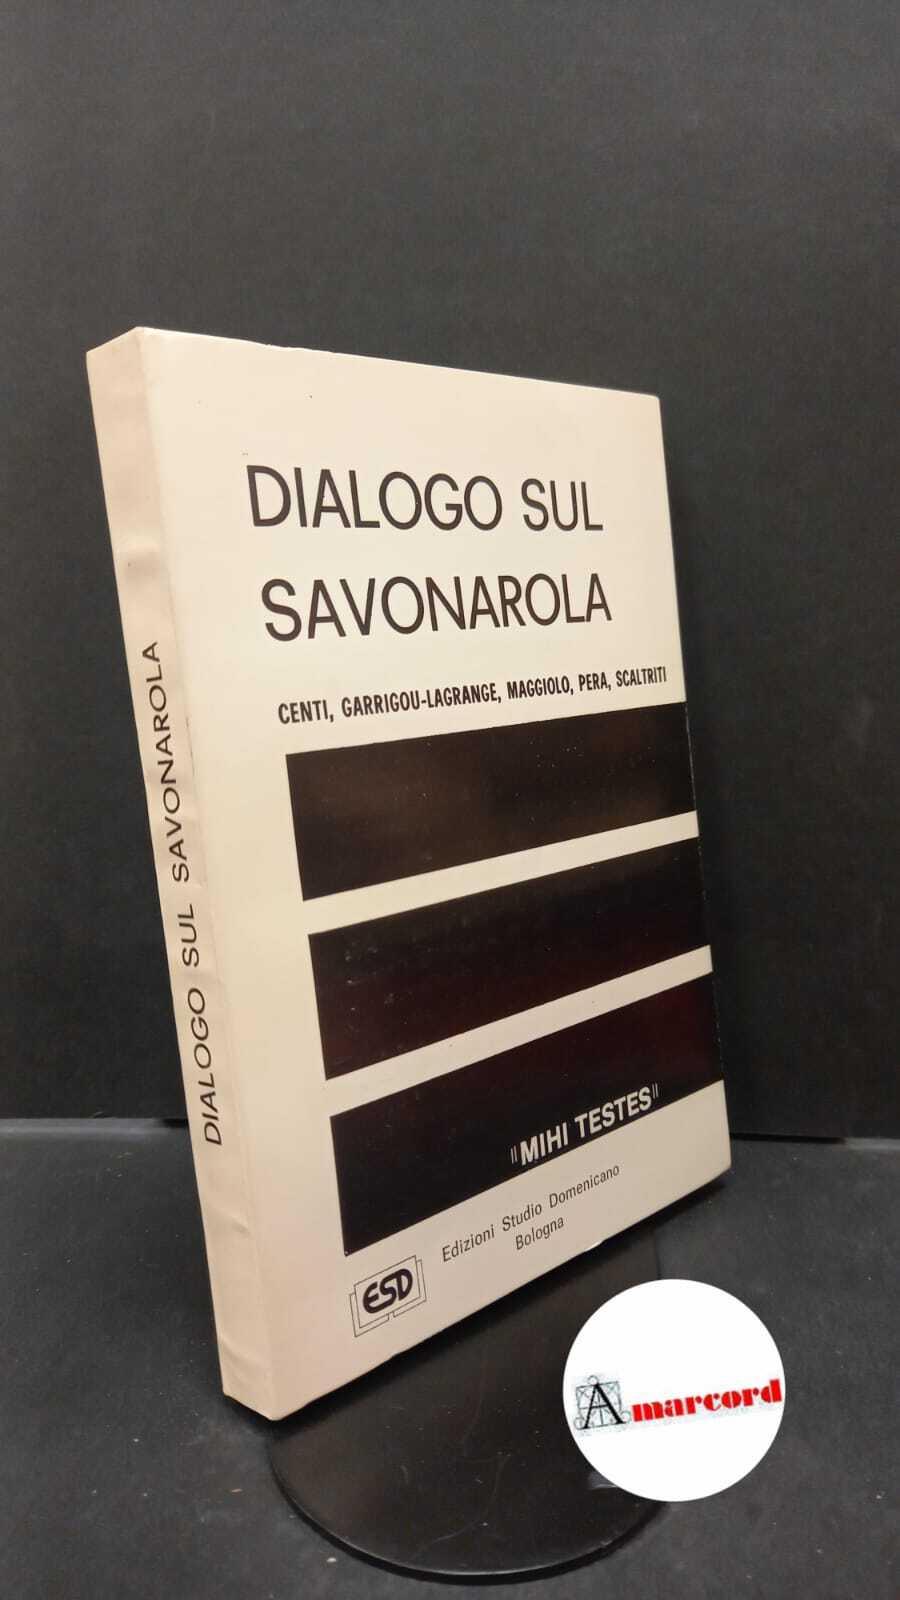 DIALOGO SUL
SAVONAROLA
CENTI, GARRIGOU-LAGRANGE, MAGGIOLO, PERA, SCALTRITI
"MIHI TESTES"
Edizioni Studio Domenicano
Bologna
ESD
DIALOGO SUL SAVONAROLA
Amarcord